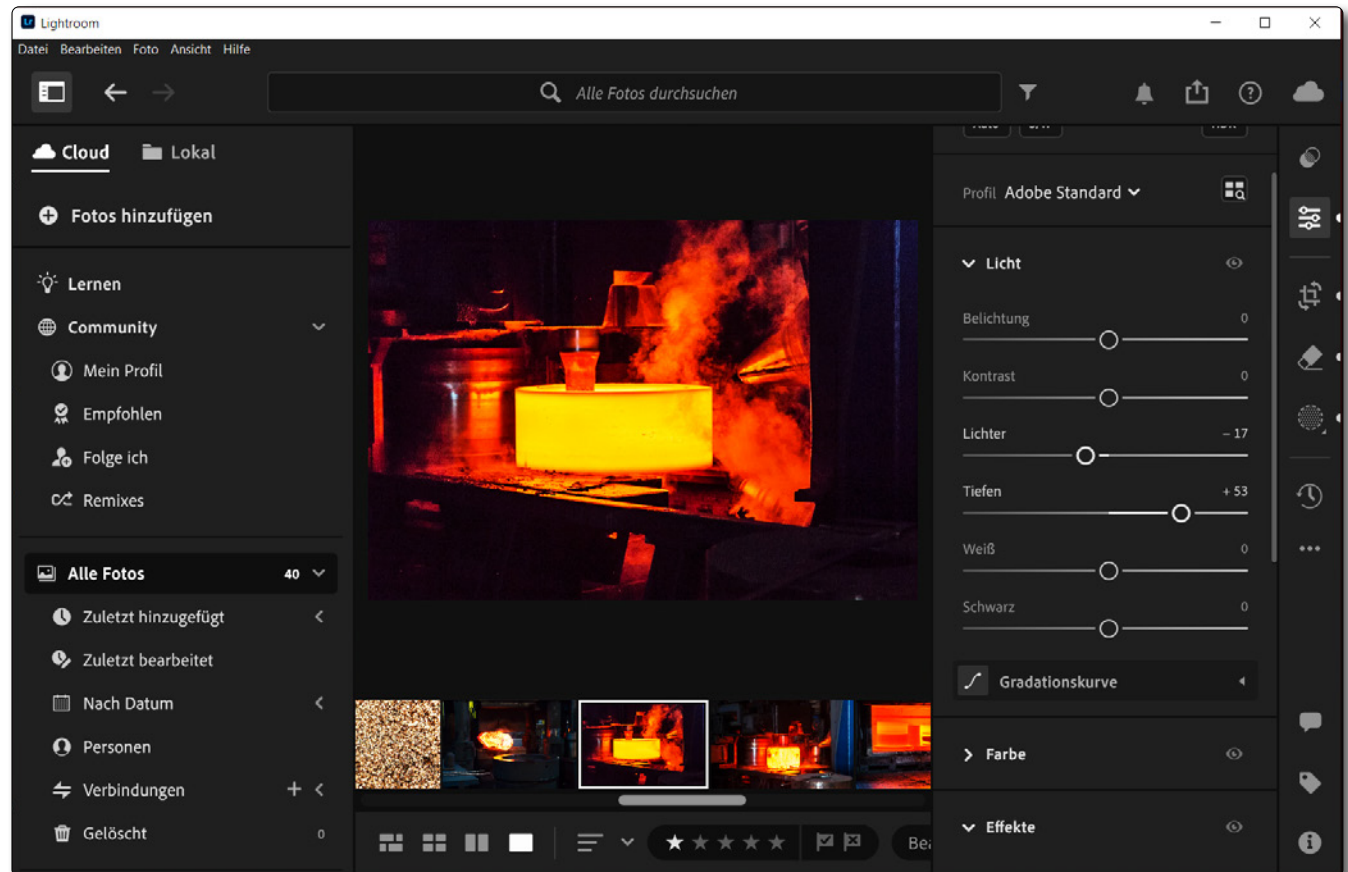 Lr Lightroom
Datei Bearbeiten Foto Ansicht Hilfe
Alle Fotos durchsuchen
Cloud Lokal
Fotos hinzufügen
Lernen
Community
Mein Profil
Empfohlen
Folge ich
Remixes
Alle Fotos 40
Zuletzt hinzugefügt
Zuletzt bearbeitet
Nach Datum
Personen
Verbindungen
Gelöscht 0
Profil Adobe Standard
Licht
Belichtung 0
Kontrast 0
Lichter – 17
Tiefen + 53
Weiß 0
Schwarz 0
Gradationskurve
Farbe
Effekte